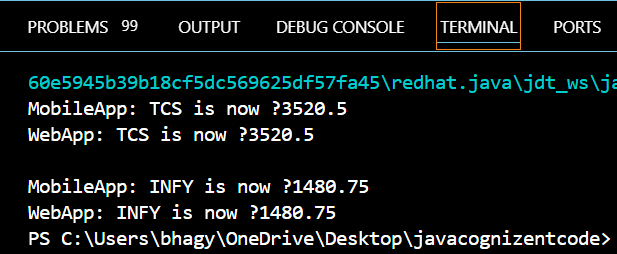 PROBLEMS 99 OUTPUT DEBUG CONSOLE TERMINAL PORTS
60e5945b39b18cf5dc569625df57fa45\redhat.java\jdt_ws\ja
MobileApp: TCS is now ?3520.5
WebApp: TCS is now ?3520.5
MobileApp: INFY is now ?1480.75
WebApp: INFY is now ?1480.75
PS C:\Users\bhagy\OneDrive\Desktop\javacognizentcode>